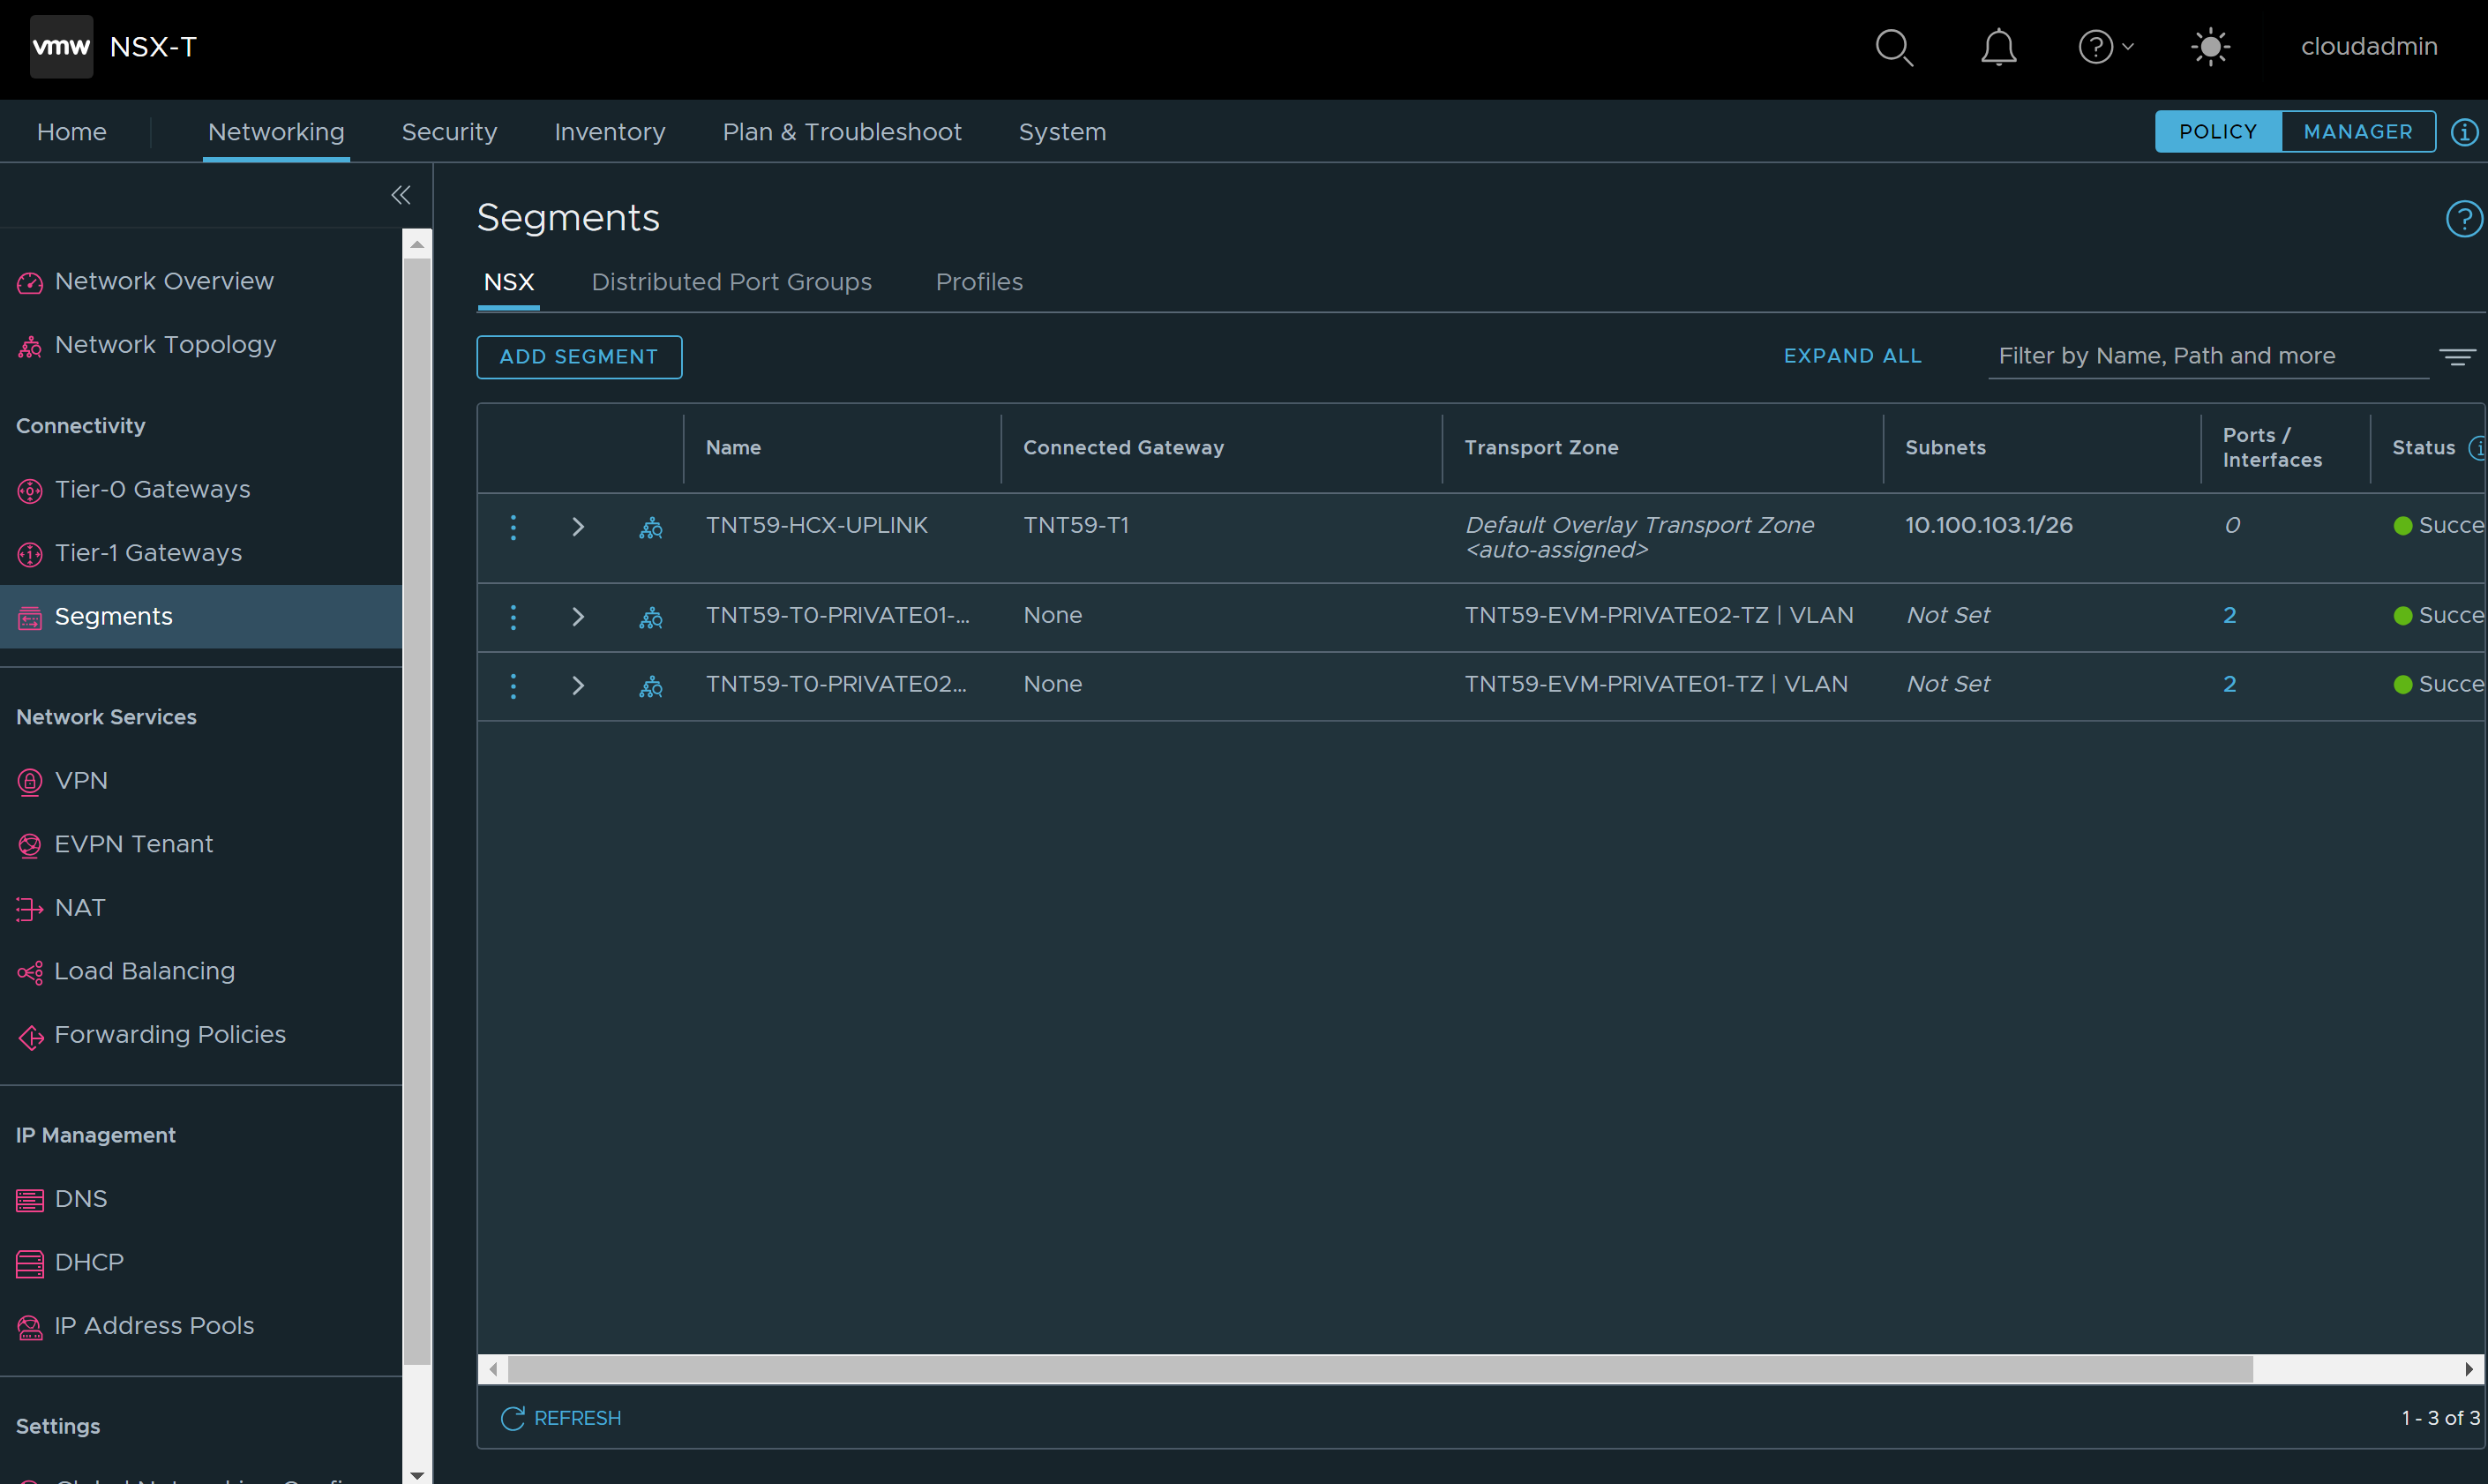 vmw NSX-T
cloudadmin
Home Networking Security Inventory Plan & Troubleshoot System
POLICY MANAGER
Network Overview
Network Topology
Connectivity
Tier-0 Gateways
Tier-1 Gateways
Segments
Network Services
VPN
EVPN Tenant
NAT
Load Balancing
Forwarding Policies
IP Management
DNS
DHCP
IP Address Pools
Settings
Segments
NSX Distributed Port Groups Profiles
ADD SEGMENT
EXPAND ALL
Filter by Name, Path and more
Name Connected Gateway Transport Zone Subnets Ports / Interfaces Status
TNT59-HCX-UPLINK TNT59-T1 Default Overlay Transport Zone 10.100.103.1/26 0 Succe
<auto-assigned>
TNT59-T0-PRIVATE01-... None TNT59-EVM-PRIVATE02-TZ | VLAN Not Set 2 Succe
TNT59-T0-PRIVATE02... None TNT59-EVM-PRIVATE01-TZ | VLAN Not Set 2 Succe
REFRESH
1 - 3 of 3